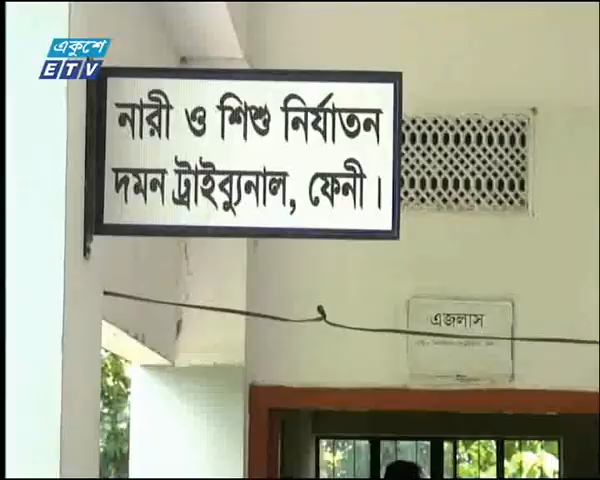 একুশে
ETV
নারী ও শিশু নির্যাতন
দমন ট্রাইব্যুনাল, ফেনী।
এজলাস